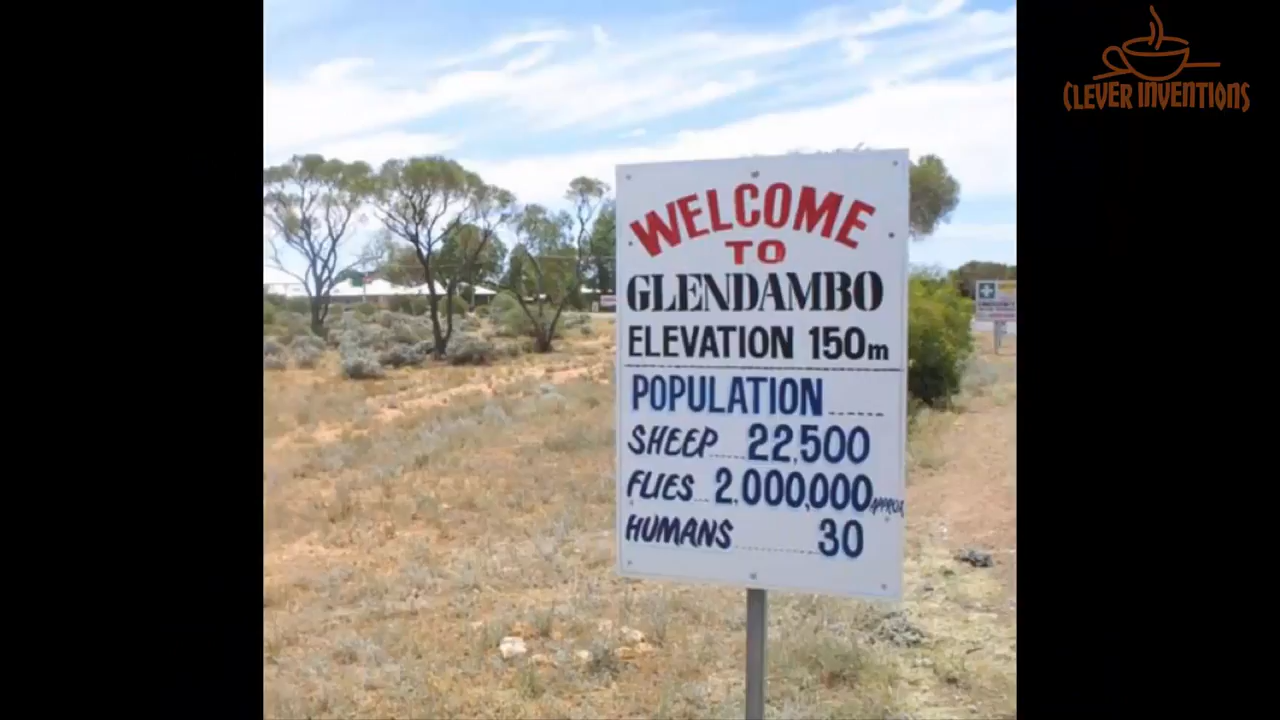 CLEVER INVENTIONS
WELCOME
TO
GLENDAMBO
ELEVATION 150m
POPULATION
SHEEP 22,500
FLIES 2,000,000 APPROX
HUMANS 30